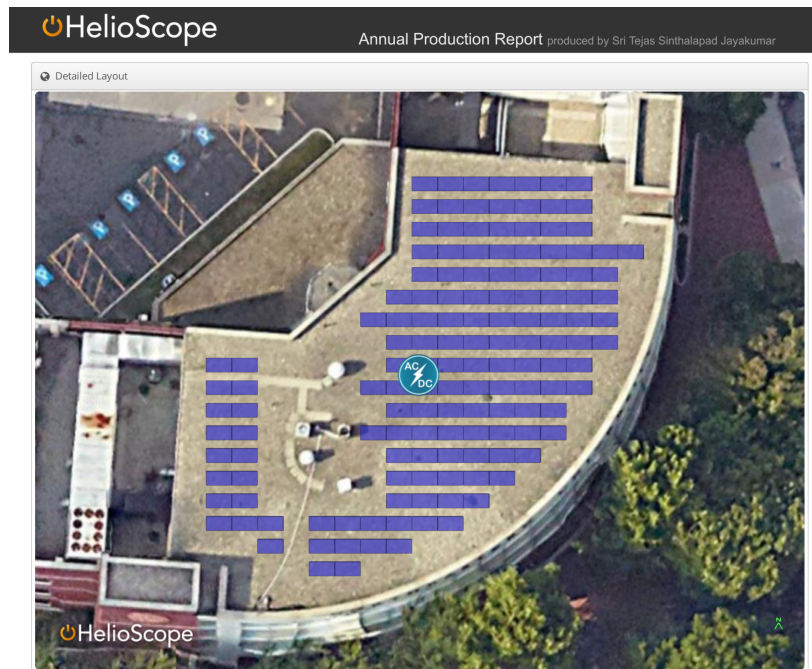 HelioScope
Annual Production Report produced by Sri Tejas Sinthalapad Jayakumar
Detailed Layout
P
P
P
P
P
AC
DC
HelioScope
N